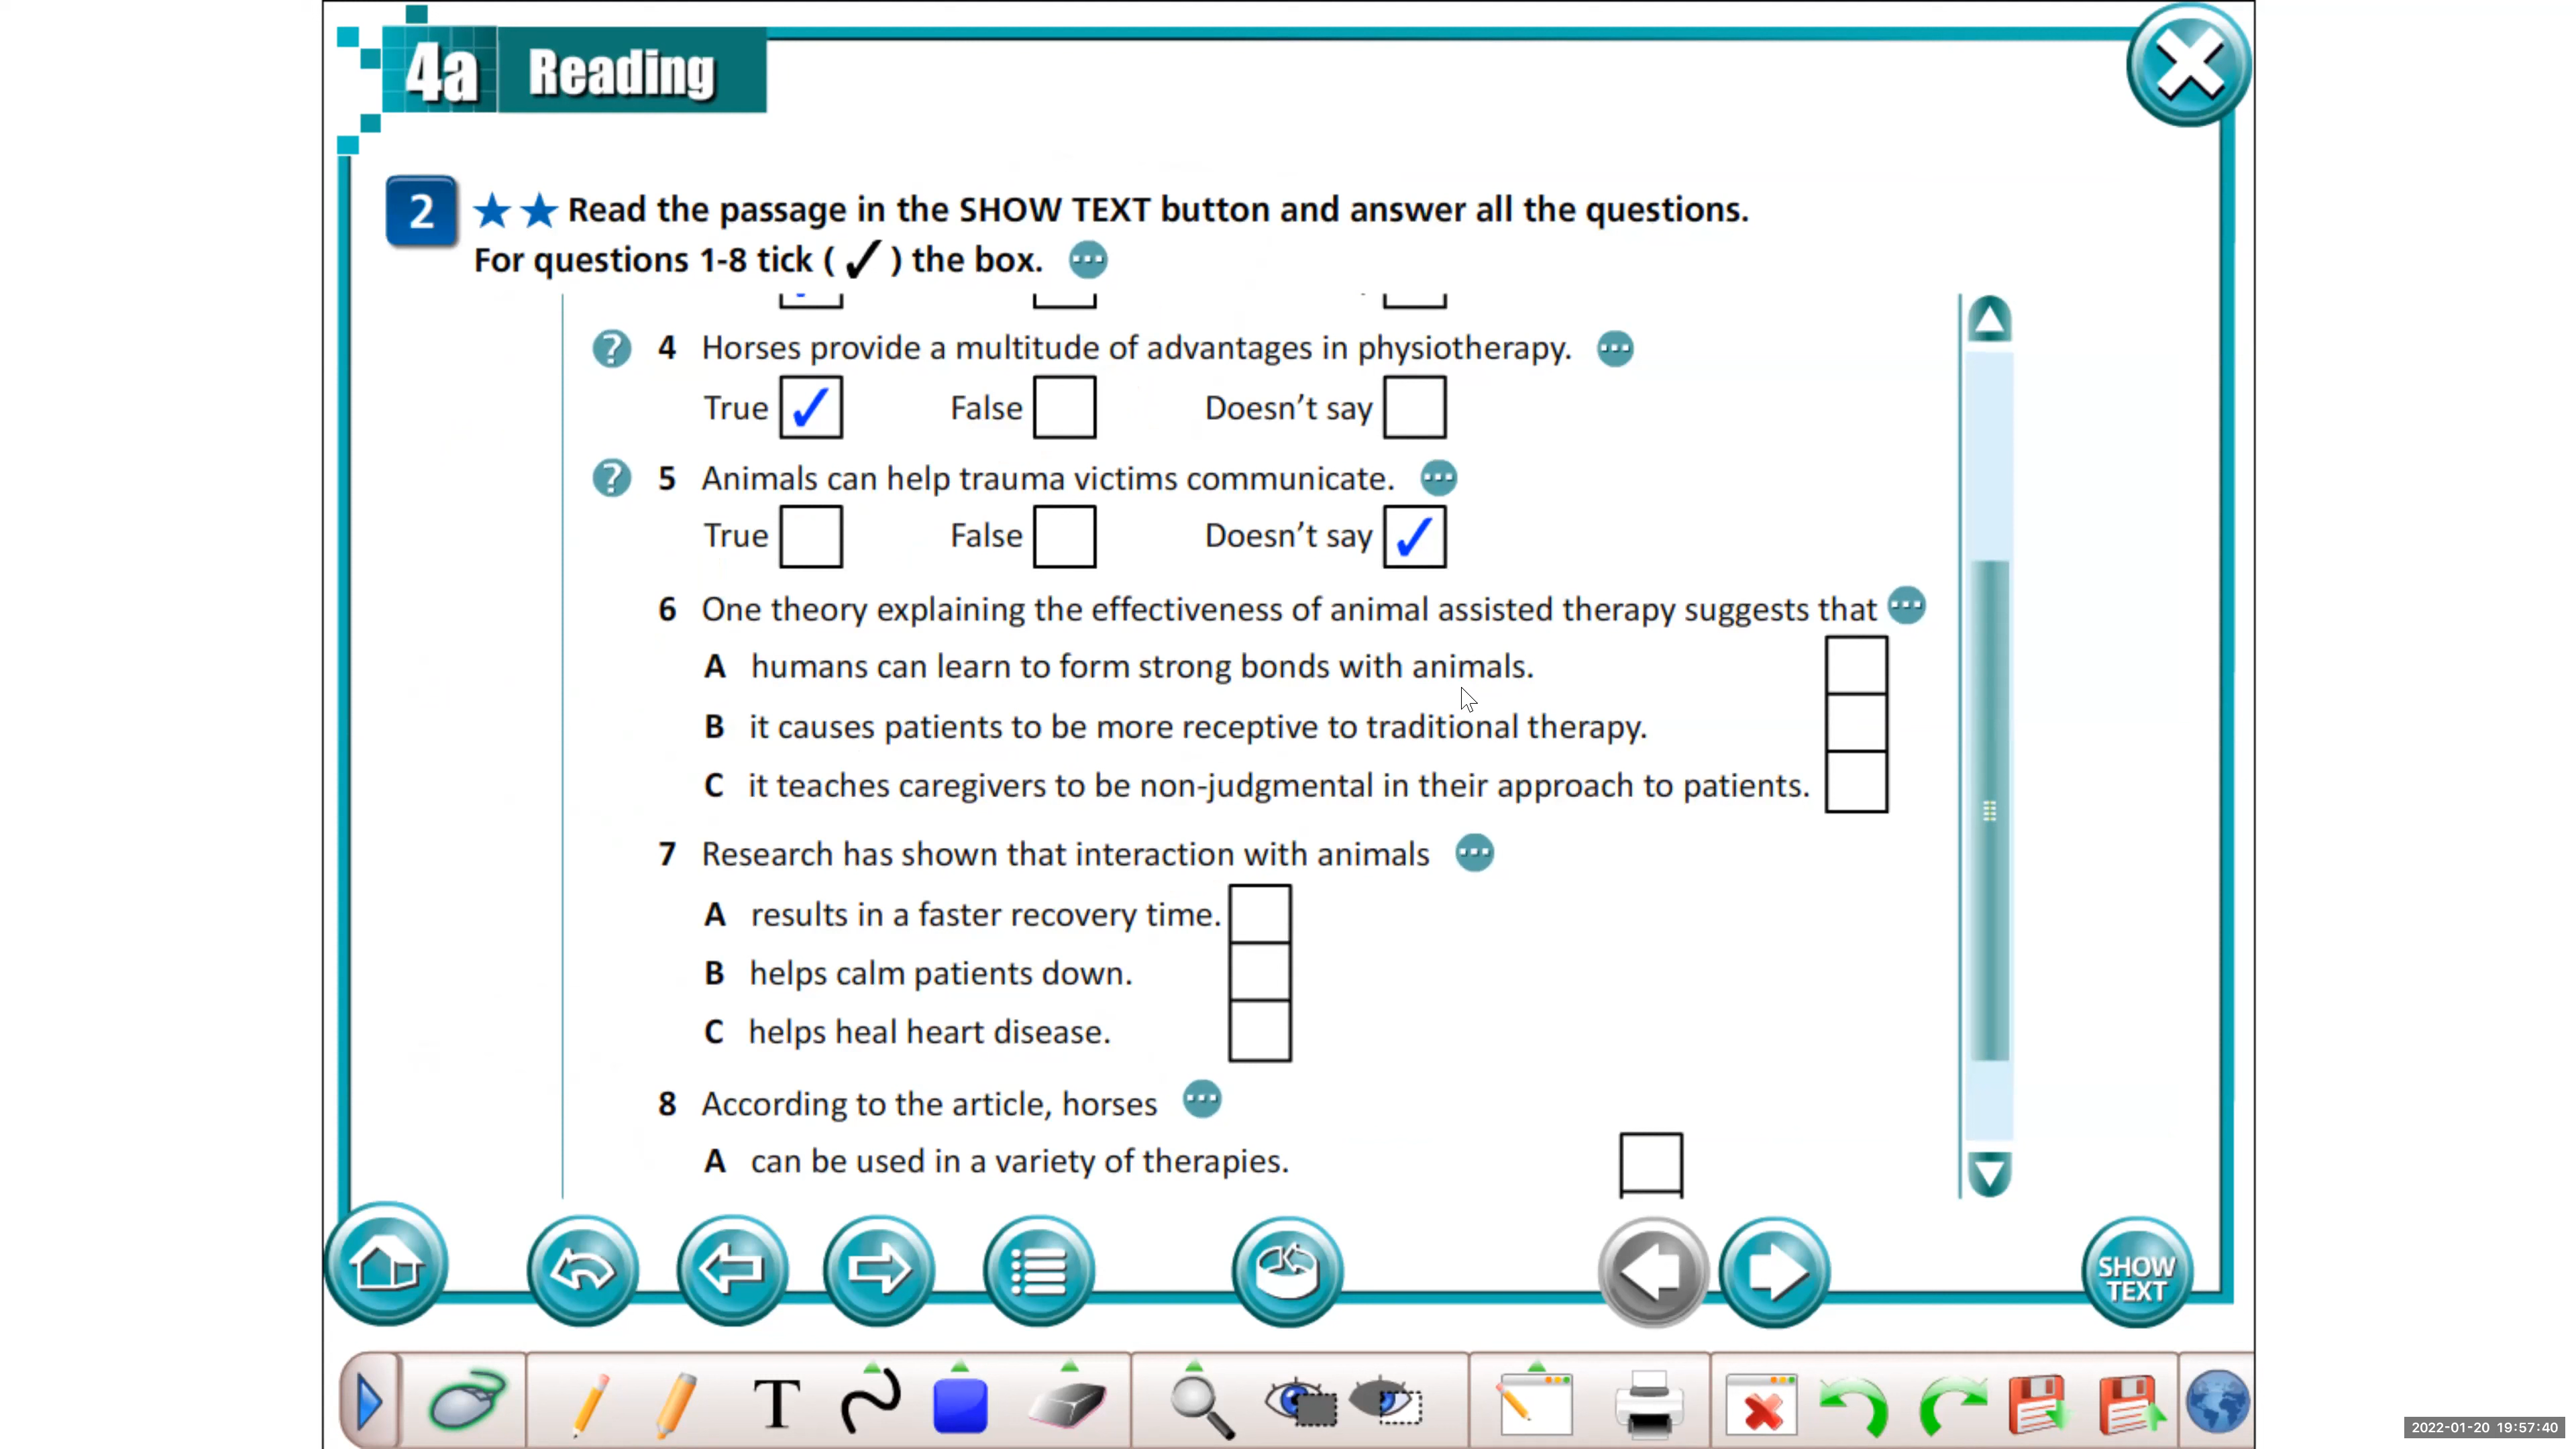 4a Reading
2 ★★ Read the passage in the SHOW TEXT button and answer all the questions.
For questions 1-8 tick ( ✓ ) the box.
4 Horses provide a multitude of advantages in physiotherapy.
True ✓ False Doesn't say
5 Animals can help trauma victims communicate.
True False Doesn't say ✓
6 One theory explaining the effectiveness of animal assisted therapy suggests that
A humans can learn to form strong bonds with animals.
B it causes patients to be more receptive to traditional therapy.
C it teaches caregivers to be non-judgmental in their approach to patients.
7 Research has shown that interaction with animals
A results in a faster recovery time.
B helps calm patients down.
C helps heal heart disease.
8 According to the article, horses
A can be used in a variety of therapies.
SHOW
TEXT
T
2022-01-20 19:57:40